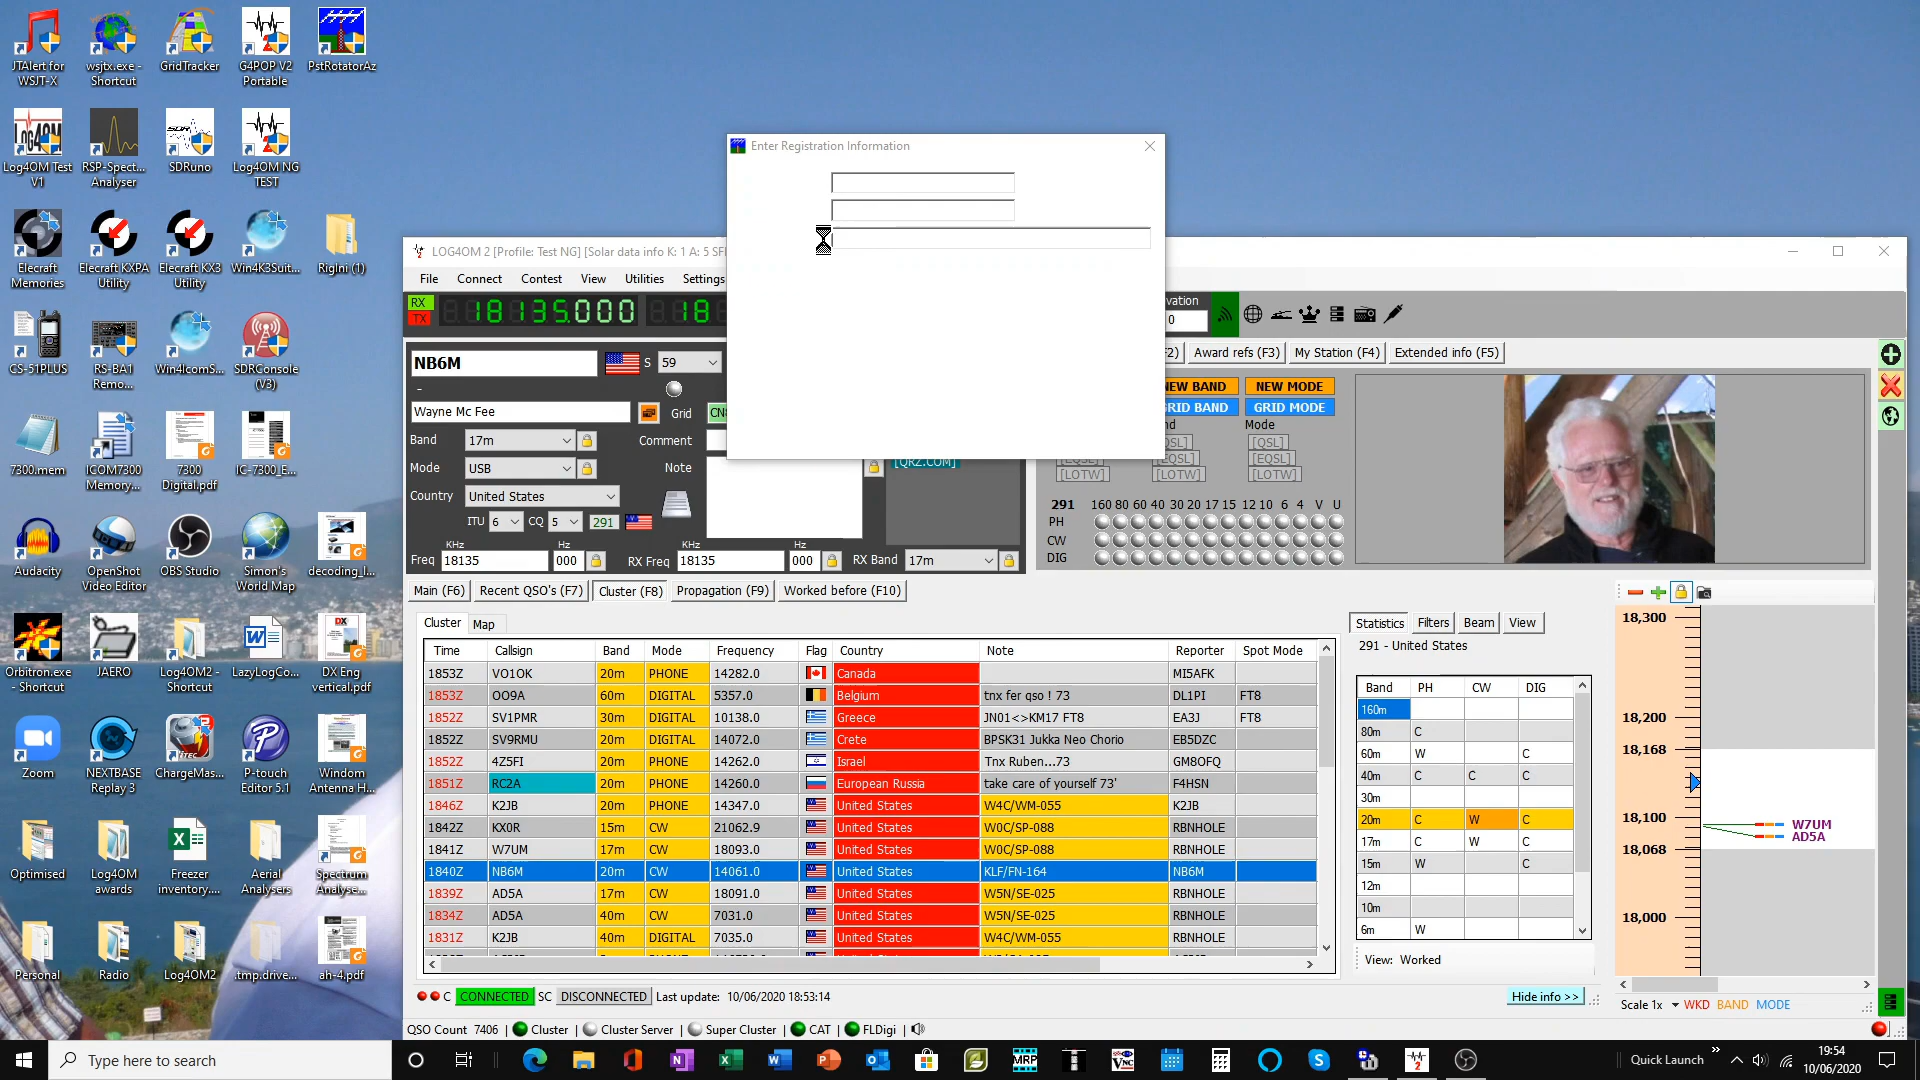 JTAlert for WSJT-X
wsjtx.exe - Shortcut
GridTracker
G4POP V2 Portable
PstRotatorAz
Log4OM Test V1
RSP-Spect... Analyser
SDRuno
Log4OM NG TEST
Elecraft Memories
Elecraft KXPA Utility
Elecraft KX3 Utility
Win4K3Suit...
RigIni (1)
CS-51PLUS
RS-BA1 Remo...
Win4IcomS...
SDRConsole (V3)
7300.mem
ICOM7300 Memory...
7300 Digital.pdf
IC-7300_E...
Audacity
OpenShot Video Editor
OBS Studio
Simon's World Map
decoding_l...
Orbitron.exe - Shortcut
JAERO
Log4OM2 - Shortcut
LazyLogCo...
DX Eng vertical.pdf
Zoom
NEXTBASE Replay 3
ChargeMas...
P-touch Editor 5.1
Windom Antenna H...
Optimised
Log4OM awards
Freezer inventory....
Aerial Analysers
Spectrum Analyse...
Personal
Radio
Log4OM2
.tmp.drive...
ah-4.pdf
Enter Registration Information
LOG4OM 2 [Profile: Test NG] [Solar data info K: 1 A: 5 SF
File Connect Contest View Utilities Settings
RX
TX
18135.000 18
vation
0
F2) Award refs (F3) My Station (F4) Extended info (F5)
NB6M S 59
-
Wayne Mc Fee Grid CN
Band 17m Comment
Mode USB Note
Country United States
ITU 6 CQ 5 291
KHz Hz KHz Hz
Freq 18135 000 RX Freq 18135 000 RX Band 17m
[QRZ.COM]
NEW BAND NEW MODE
GRID BAND GRID MODE
nd Mode
QSL] [QSL]
[EQSL] [EQSL] [EQSL]
[LOTW] [LOTW] [LOTW]
291 160 80 60 40 30 20 17 15 12 10 6 4 V U
PH
CW
DIG
Main (F6) Recent QSO's (F7) Cluster (F8) Propagation (F9) Worked before (F10)
Cluster Map
Time Callsign Band Mode Frequency Flag Country Note Reporter Spot Mode
1853Z VO1OK 20m PHONE 14282.0 Canada MI5AFK
1853Z OO9A 60m DIGITAL 5357.0 Belgium tnx fer qso ! 73 DL1PI FT8
1852Z SV1PMR 30m DIGITAL 10138.0 Greece JN01<>KM17 FT8 EA3J FT8
1852Z SV9RMU 20m DIGITAL 14072.0 Crete BPSK31 Jukka Neo Chorio EB5DZC
1852Z 4Z5FI 20m PHONE 14262.0 Israel Tnx Ruben...73 GM8OFQ
1851Z RC2A 20m PHONE 14260.0 European Russia take care of yourself 73' F4HSN
1846Z K2JB 20m PHONE 14347.0 United States W4C/WM-055 K2JB
1842Z KX0R 15m CW 21062.9 United States W0C/SP-088 RBNHOLE
1841Z W7UM 17m CW 18093.0 United States W0C/SP-088 RBNHOLE
1840Z NB6M 20m CW 14061.0 United States KLF/FN-164 NB6M
1839Z AD5A 17m CW 18091.0 United States W5N/SE-025 RBNHOLE
1834Z AD5A 40m CW 7031.0 United States W5N/SE-025 RBNHOLE
1831Z K2JB 40m DIGITAL 7035.0 United States W4C/WM-055 RBNHOLE
Statistics Filters Beam View
291 - United States
Band PH CW DIG
160m
80m C
60m W C
40m C C C
30m
20m C W C
17m C W C
15m W C
12m
10m
6m W
View: Worked
18,300
18,200
18,168
18,100
18,068
18,000
W7UM
AD5A
C CONNECTED SC DISCONNECTED Last update: 10/06/2020 18:53:14
Hide info >>
Scale 1x WKD BAND MODE
QSO Count 7406 | Cluster | Cluster Server | Super Cluster | CAT | FLDigi |
Type here to search
Quick Launch
19:54
10/06/2020